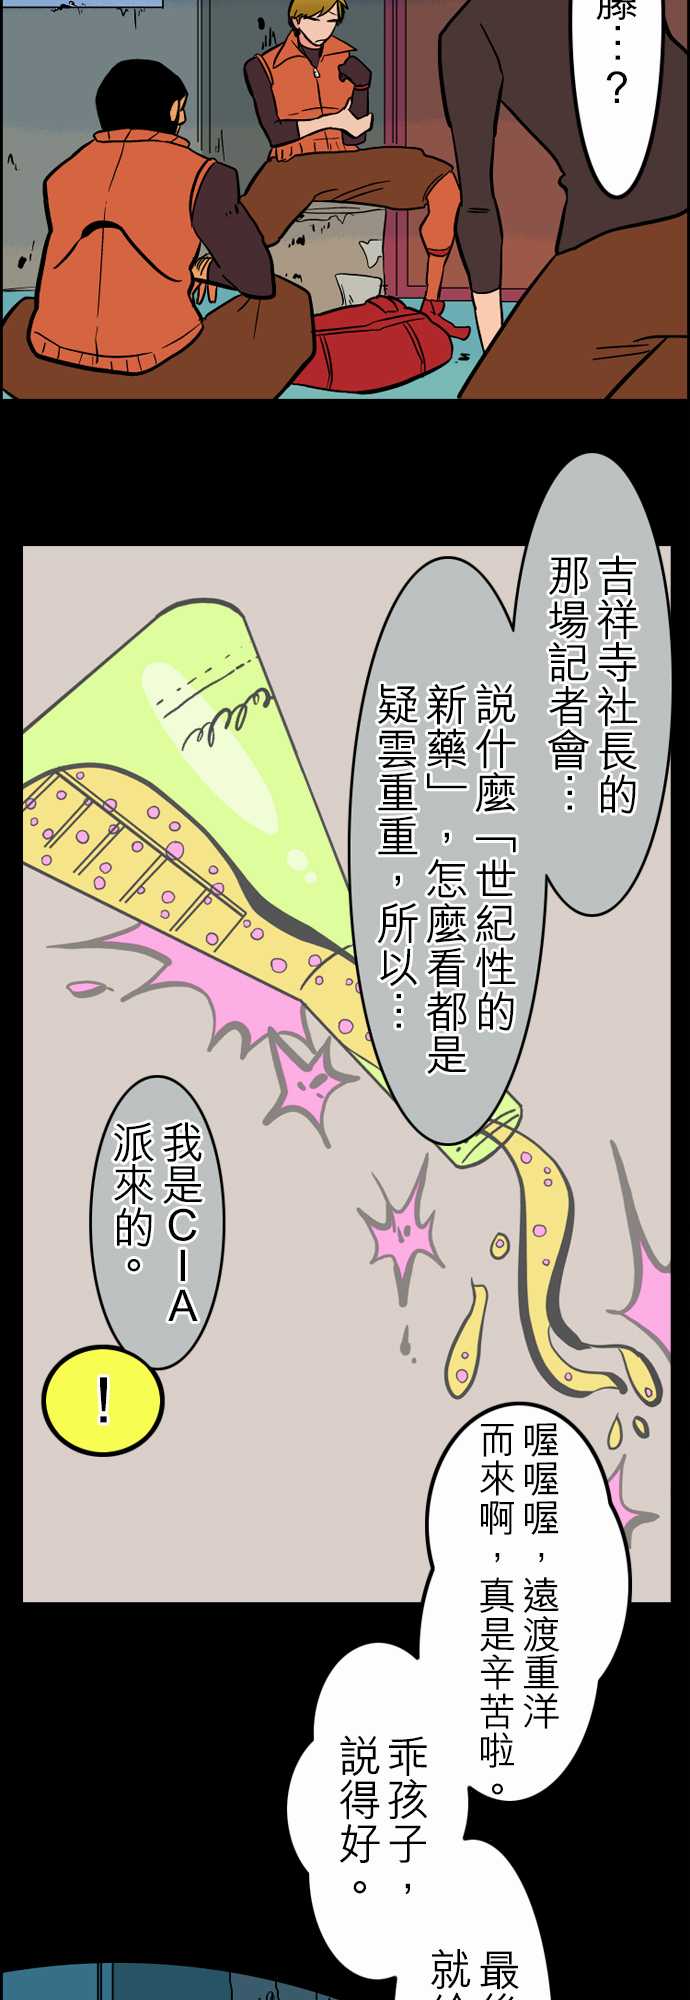 藤…?
吉祥寺社長的
那場記者會…
說什麼「世紀性的
新藥」，怎麼看都是
疑雲重重，所以…
我是CIA
派來的。
!
喔喔喔，遠渡重洋
而來啊，真是辛苦啦。
乖孩子，
說得好。
最後
就給